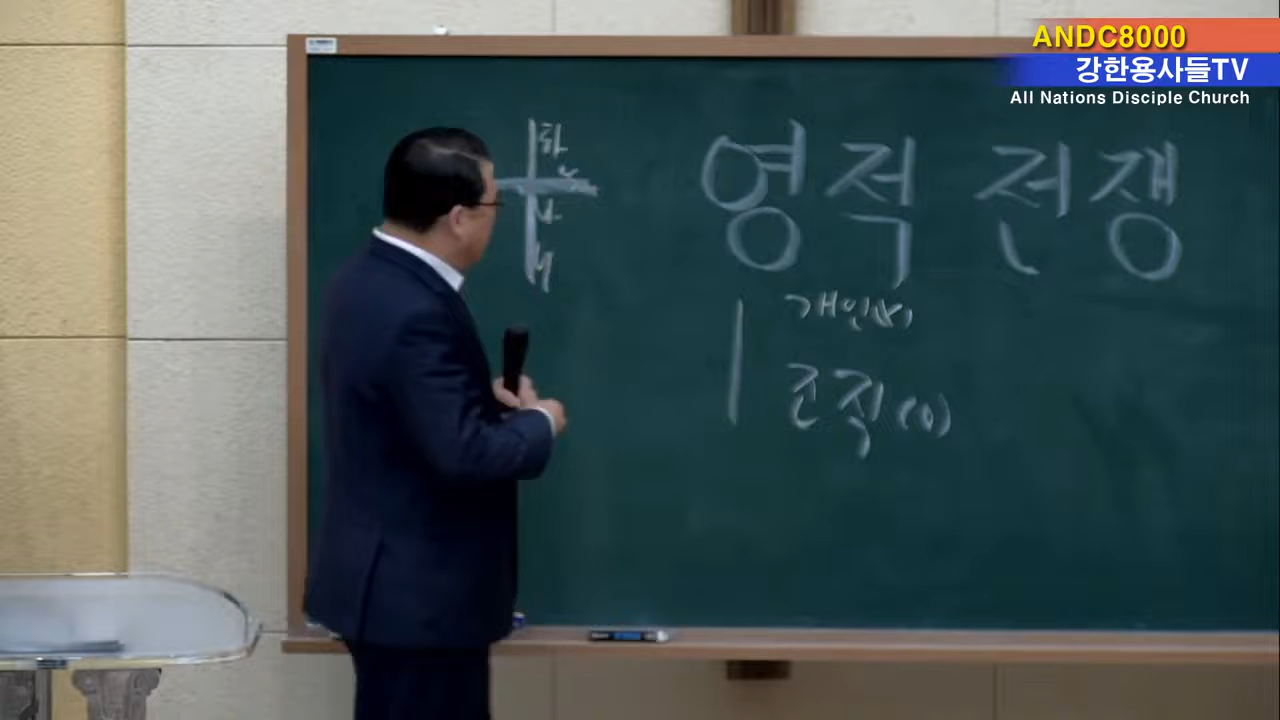 ANDC8000
강한용사들TV
All Nations Disciple Church
영적 전쟁
개인(x)
조직(o)